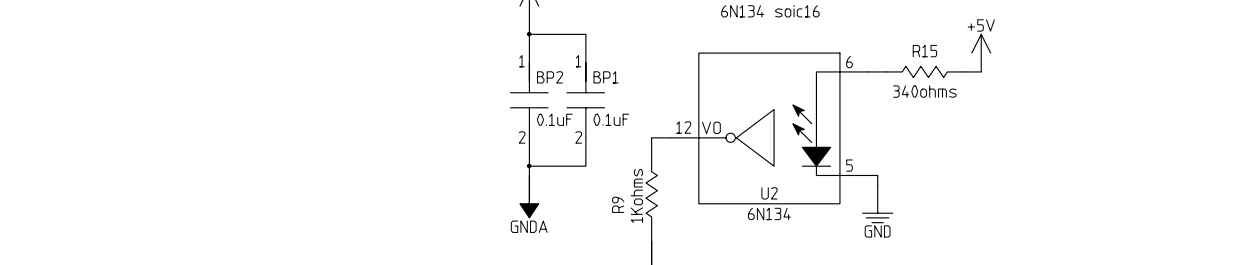 6N134 soic16
+5V
R15
340ohms
6
1
BP2
1
BP1
0.1uF
0.1uF
2
2
12
VO
5
R9
1Kohms
U2
6N134
GNDA
GND